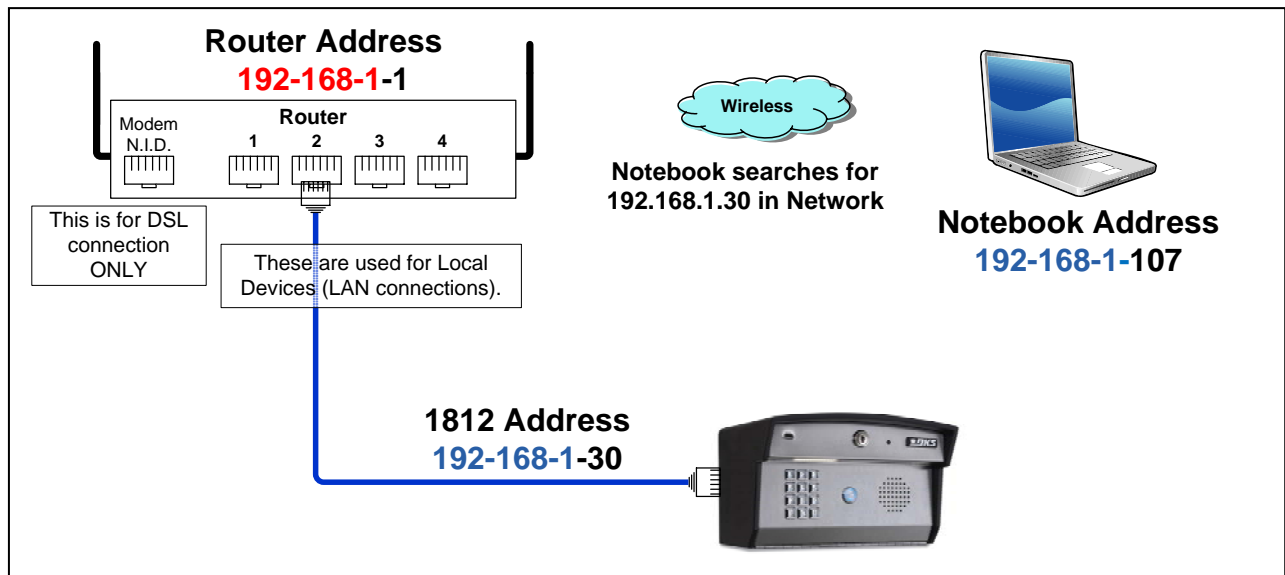 Router Address
192-168-1-1
Modem
N.I.D.
Router
1 2 3 4
This is for DSL
connection
ONLY
These are used for Local
Devices (LAN connections).
Wireless
Notebook searches for
192.168.1.30 in Network
Notebook Address
192-168-1-107
1812 Address
192-168-1-30
DKS